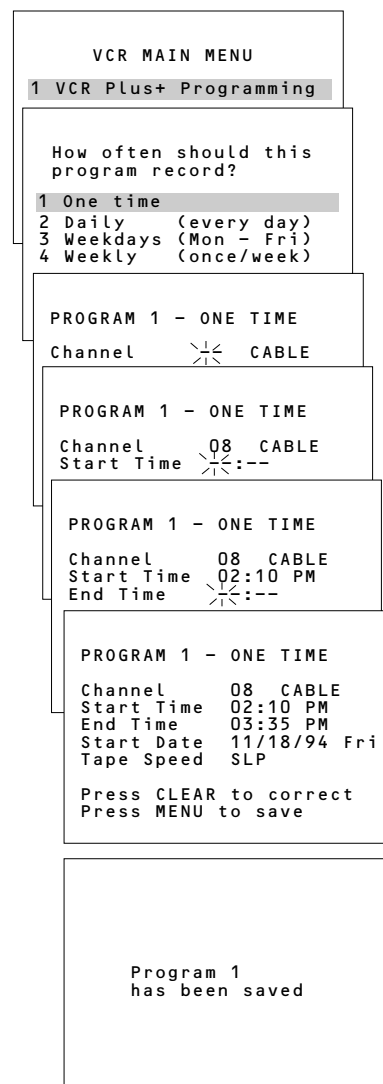 VCR MAIN MENU
1 VCR Plus+ Programming
How often should this
program record?
1 One time
2 Daily (every day)
3 Weekdays (Mon – Fri)
4 Weekly (once/week)
PROGRAM 1 – ONE TIME
Channel -- CABLE
PROGRAM 1 – ONE TIME
Channel 08 CABLE
Start Time --:--
PROGRAM 1 – ONE TIME
Channel 08 CABLE
Start Time 02:10 PM
End Time --:--
PROGRAM 1 – ONE TIME
Channel 08 CABLE
Start Time 02:10 PM
End Time 03:35 PM
Start Date 11/18/94 Fri
Tape Speed SLP
Press CLEAR to correct
Press MENU to save
Program 1
has been saved